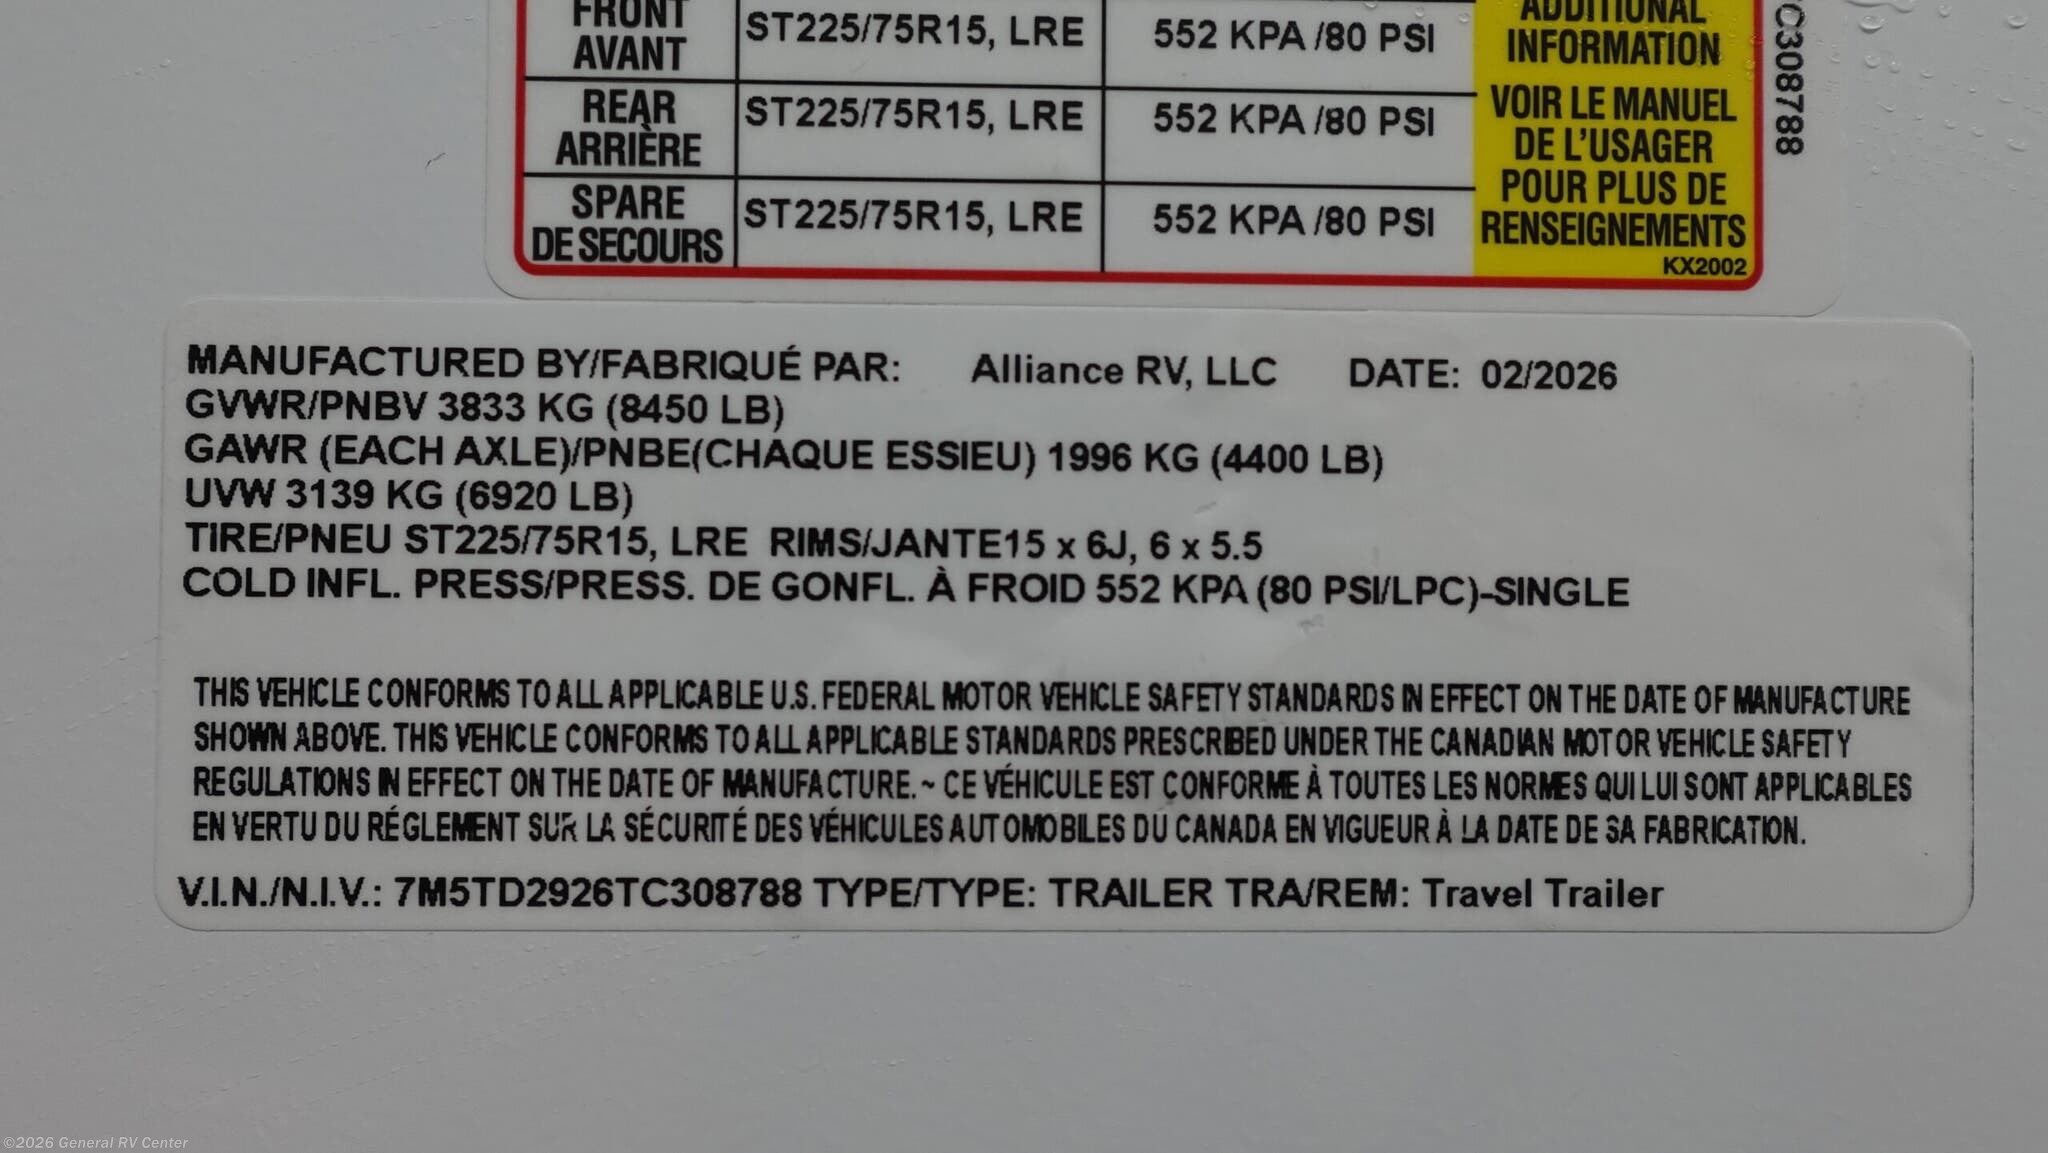 FRONT
AVANT
ST225/75R15, LRE
552 KPA /80 PSI
REAR
ARRIÈRE
ST225/75R15, LRE
552 KPA /80 PSI
SPARE
DE SECOURS
ST225/75R15, LRE
552 KPA /80 PSI
ADDITIONAL
INFORMATION
VOIR LE MANUEL
DE L'USAGER
POUR PLUS DE
RENSEIGNEMENTS
KX2002
C308788
MANUFACTURED BY/FABRIQUÉ PAR: Alliance RV, LLC DATE: 02/2026
GVWR/PNBV 3833 KG (8450 LB)
GAWR (EACH AXLE)/PNBE(CHAQUE ESSIEU) 1996 KG (4400 LB)
UVW 3139 KG (6920 LB)
TIRE/PNEU ST225/75R15, LRE RIMS/JANTE15 x 6J, 6 x 5.5
COLD INFL. PRESS/PRESS. DE GONFL. À FROID 552 KPA (80 PSI/LPC)-SINGLE
THIS VEHICLE CONFORMS TO ALL APPLICABLE U.S. FEDERAL MOTOR VEHICLE SAFETY STANDARDS IN EFFECT ON THE DATE OF MANUFACTURE
SHOWN ABOVE. THIS VEHICLE CONFORMS TO ALL APPLICABLE STANDARDS PRESCRIBED UNDER THE CANADIAN MOTOR VEHICLE SAFETY
REGULATIONS IN EFFECT ON THE DATE OF MANUFACTURE. ~ CE VÉHICULE EST CONFORME À TOUTES LES NORMES QUI LUI SONT APPLICABLES
EN VERTU DU RÉGLEMENT SUR LA SÉCURITÉ DES VÉHICULES AUTOMOBILES DU CANADA EN VIGUEUR À LA DATE DE SA FABRICATION.
V.I.N./N.I.V.: 7M5TD2926TC308788 TYPE/TYPE: TRAILER TRA/REM: Travel Trailer
©2026 General RV Center